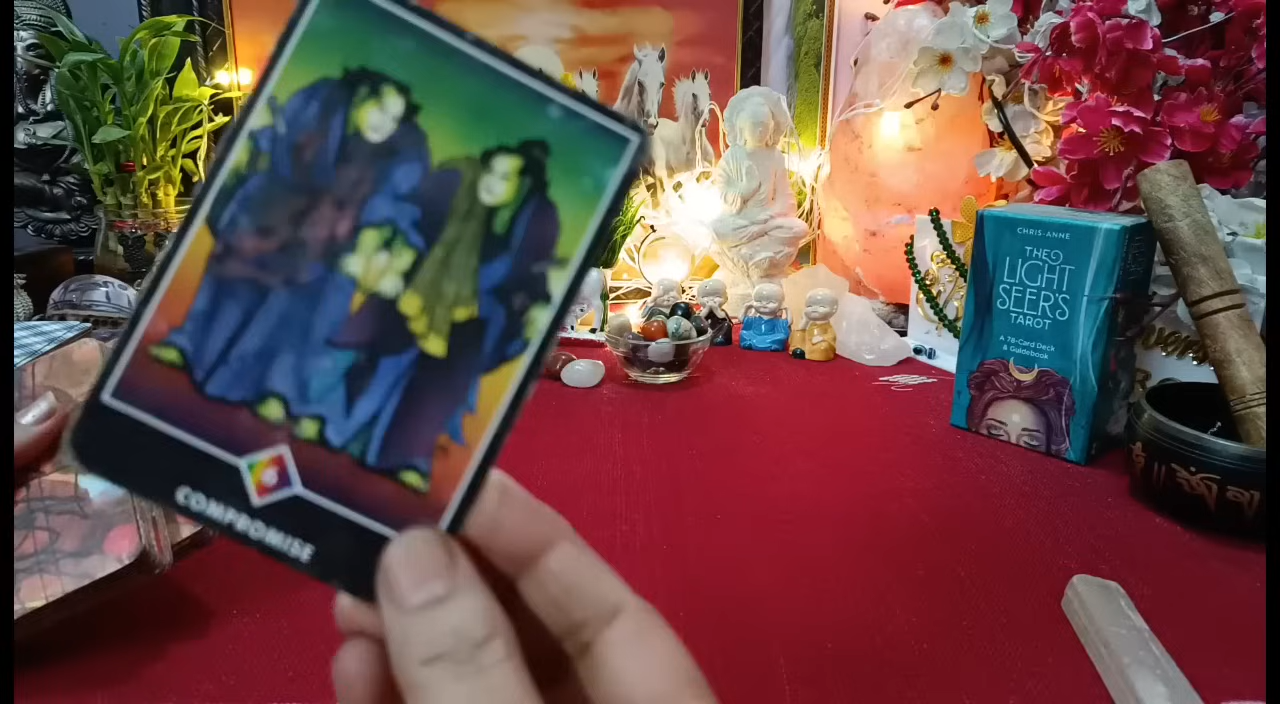 COMPROMISE
CHRIS-ANNE
THE
LIGHT
SEER'S
TAROT
A 78-Card Deck
& Guidebook